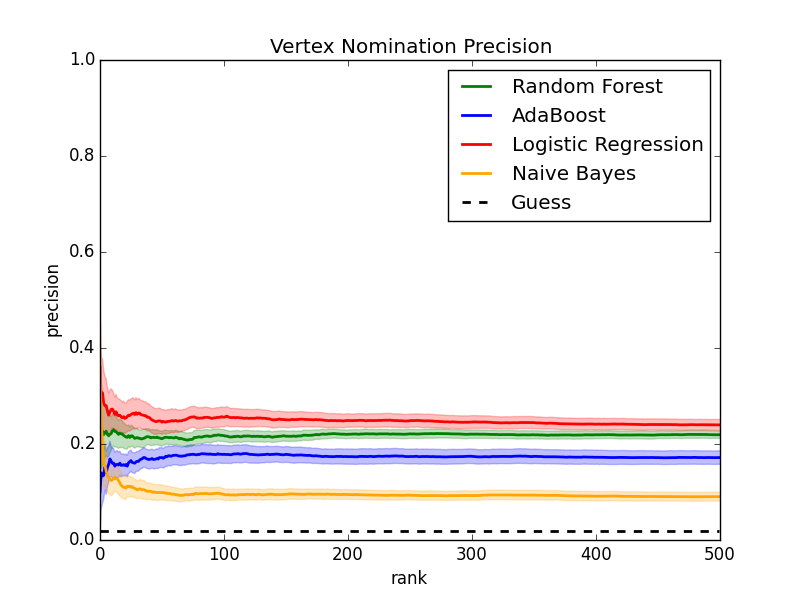 Vertex Nomination Precision
1.0
0.8
0.6
0.4
0.2
0.0
precision
Random Forest
AdaBoost
Logistic Regression
Naive Bayes
Guess
0 100 200 300 400 500
rank